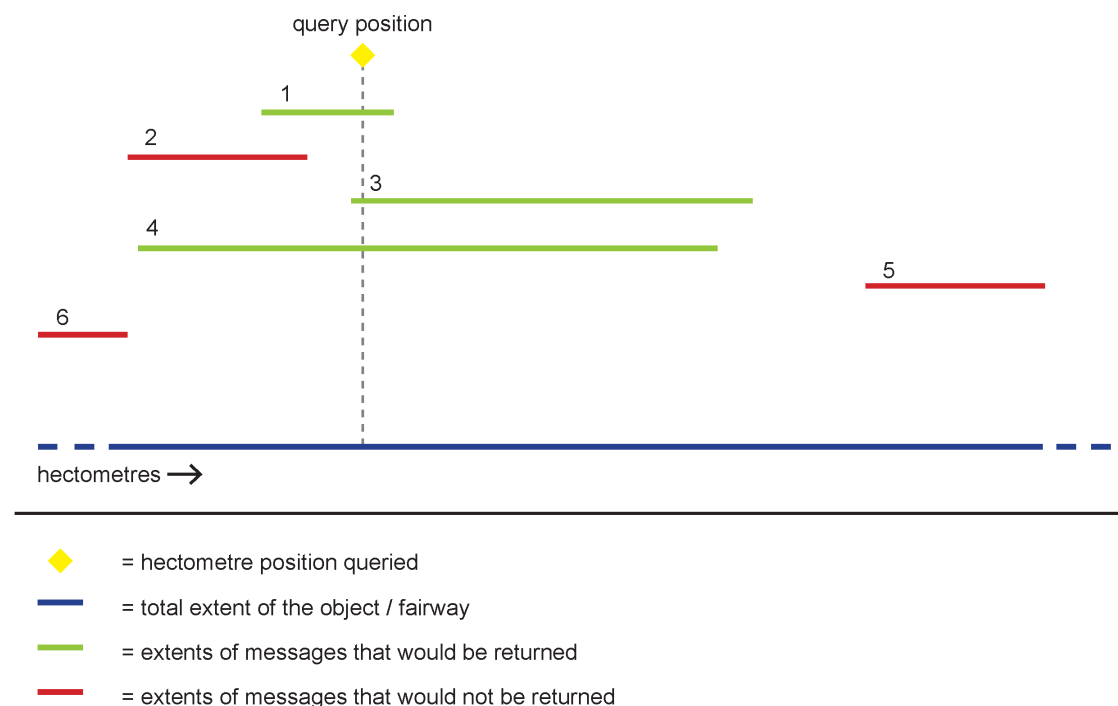 query position
1
2
3
4
5
6
hectometres
= hectometre position queried
= total extent of the object / fairway
= extents of messages that would be returned
= extents of messages that would not be returned